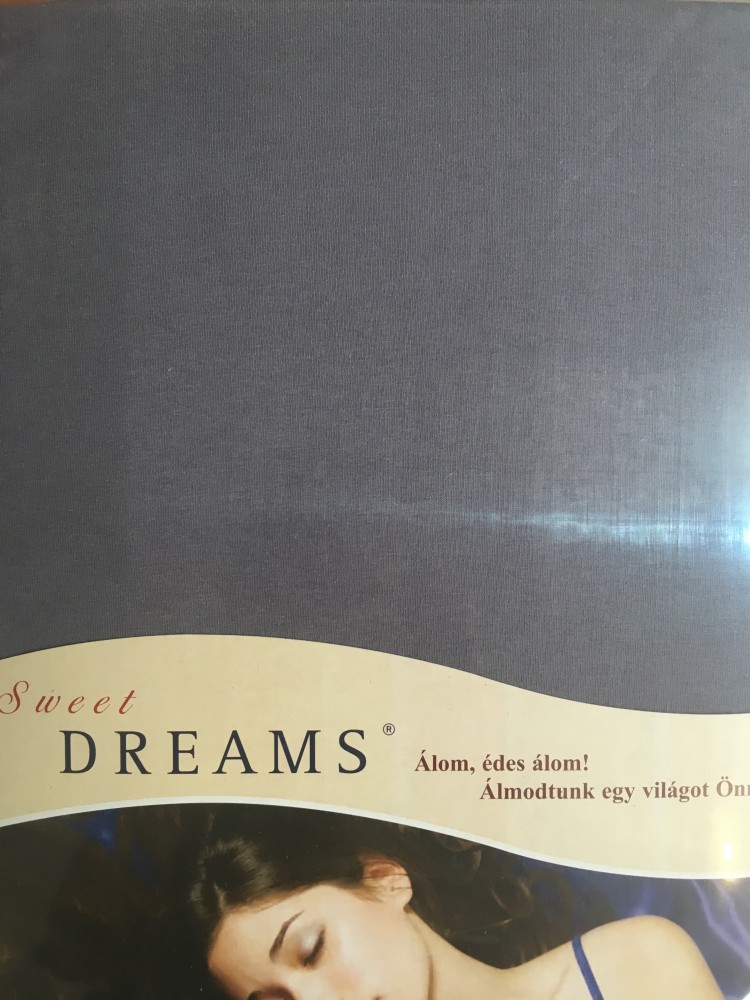 Sweet
DREAMS®
Álom, édes álom!
Álmodtunk egy világot